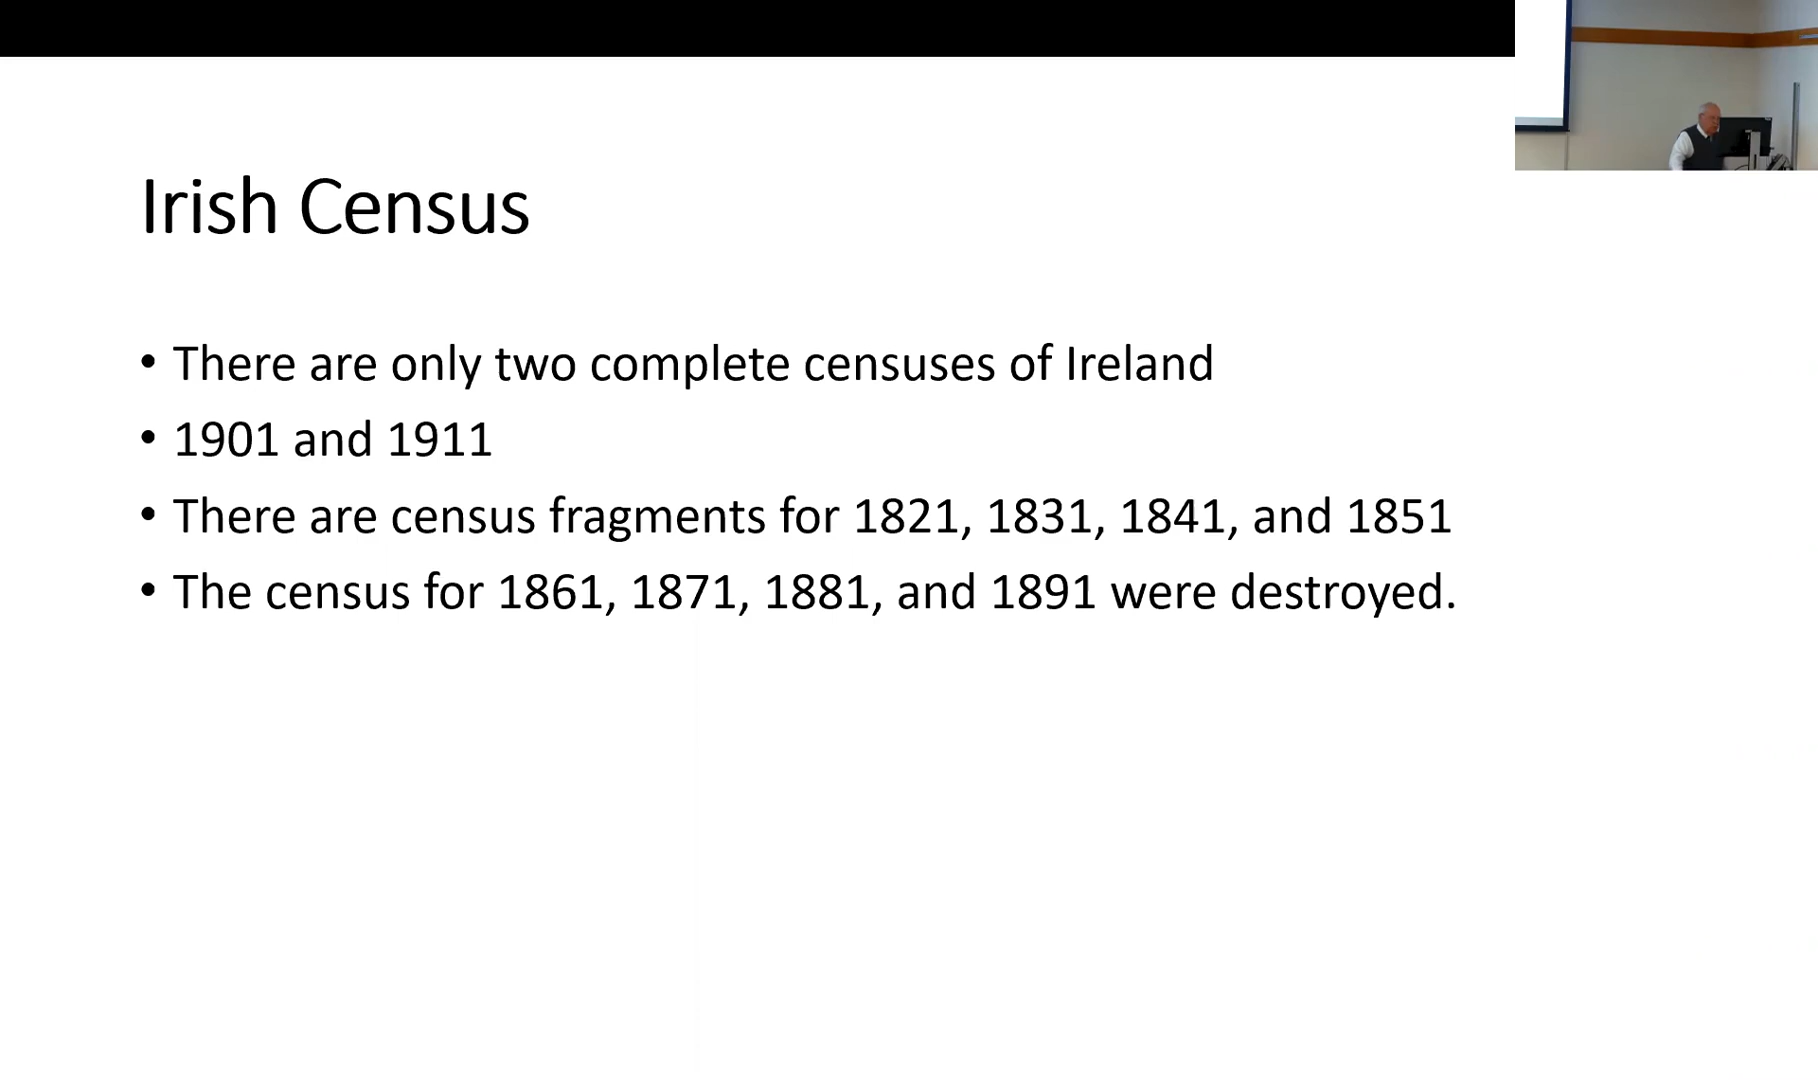 Irish Census
• There are only two complete censuses of Ireland
• 1901 and 1911
• There are census fragments for 1821, 1831, 1841, and 1851
• The census for 1861, 1871, 1881, and 1891 were destroyed.